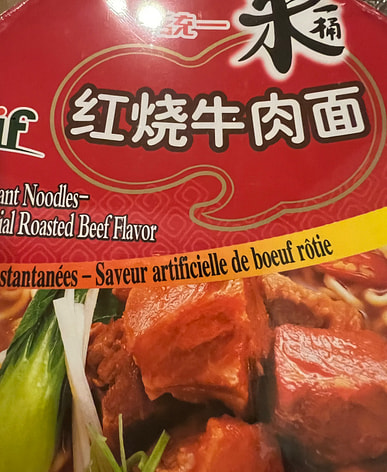 统一 来一桶
if
红烧牛肉面
ant Noodles–
ial Roasted Beef Flavor
stantanées – Saveur artificielle de boeuf rôtie